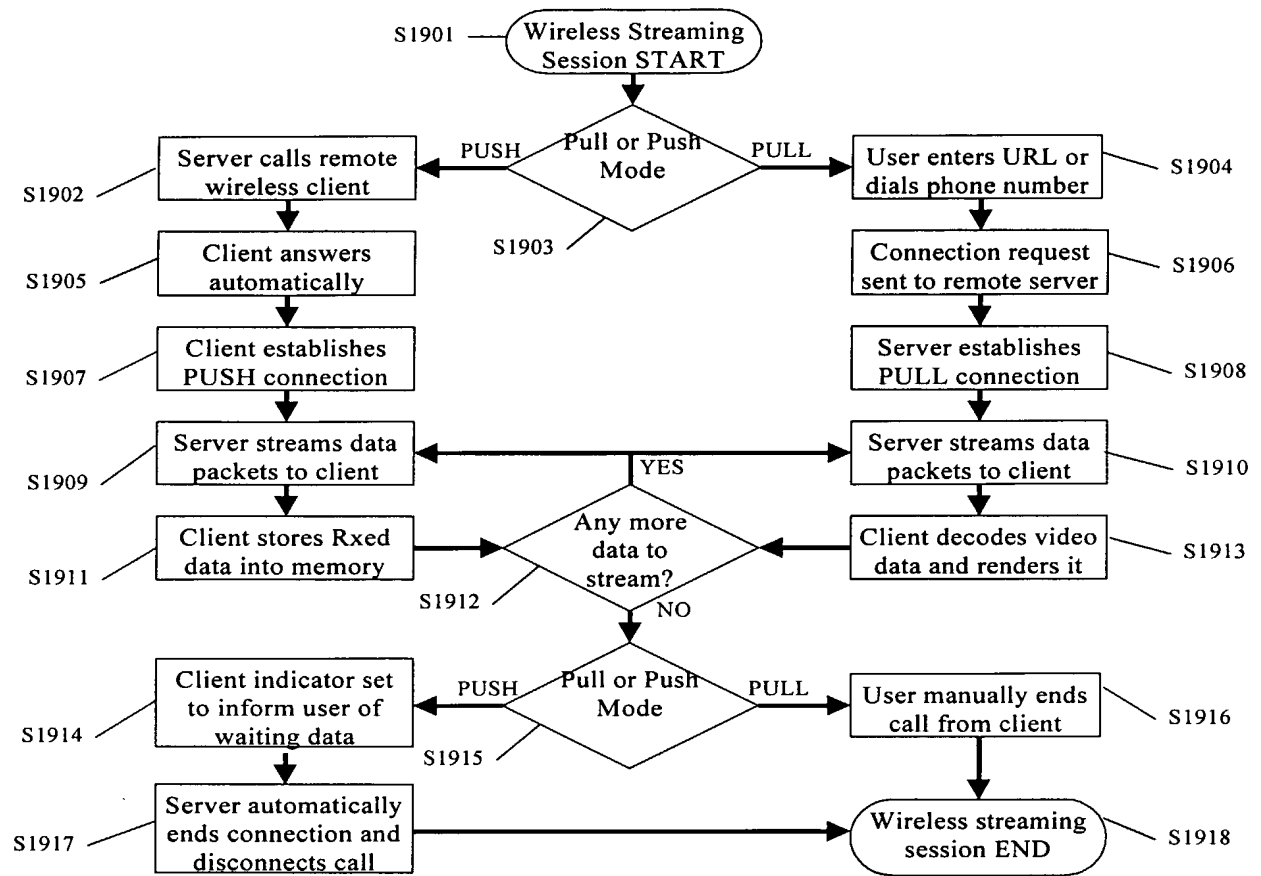 S1901
Wireless Streaming
Session START
Pull or Push
Mode
PUSH
PULL
S1903
Server calls remote
wireless client
S1902
User enters URL or
dials phone number
S1904
Client answers
automatically
S1905
Connection request
sent to remote server
S1906
Client establishes
PUSH connection
S1907
Server establishes
PULL connection
S1908
Server streams data
packets to client
S1909
YES
Server streams data
packets to client
S1910
Client stores Rxed
data into memory
S1911
Any more
data to
stream?
S1912
NO
Client decodes video
data and renders it
S1913
Client indicator set
to inform user of
waiting data
S1914
PUSH
Pull or Push
Mode
PULL
S1915
User manually ends
call from client
S1916
Server automatically
ends connection and
disconnects call
S1917
Wireless streaming
session END
S1918